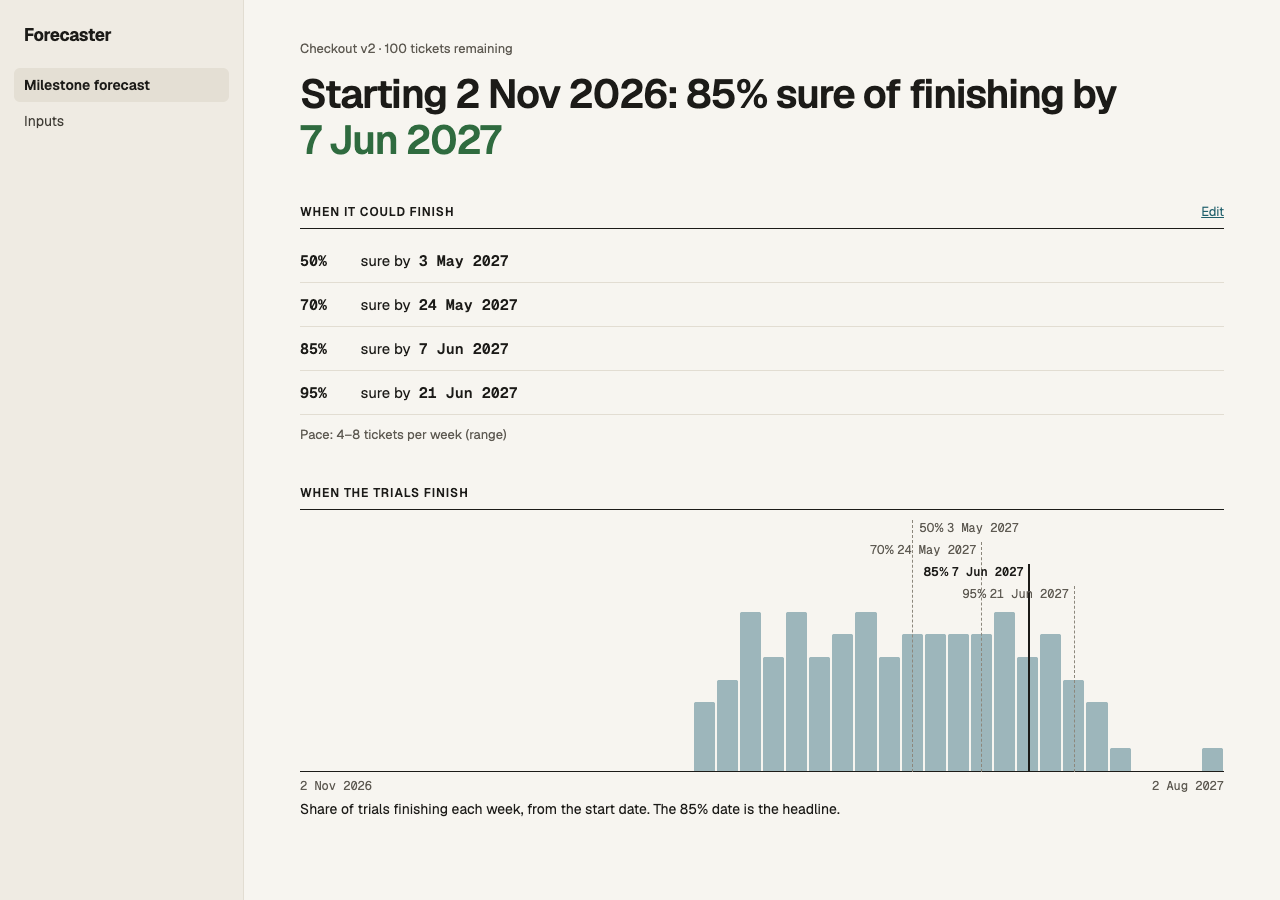 Forecaster
Milestone forecast
Inputs
Checkout v2 · 100 tickets remaining
Starting 2 Nov 2026: 85% sure of finishing by
7 Jun 2027
WHEN IT COULD FINISH
Edit
50% sure by 3 May 2027
70% sure by 24 May 2027
85% sure by 7 Jun 2027
95% sure by 21 Jun 2027
Pace: 4–8 tickets per week (range)
WHEN THE TRIALS FINISH
50% 3 May 2027
70% 24 May 2027
85% 7 Jun 2027
95% 21 Jun 2027
2 Nov 2026
2 Aug 2027
Share of trials finishing each week, from the start date. The 85% date is the headline.